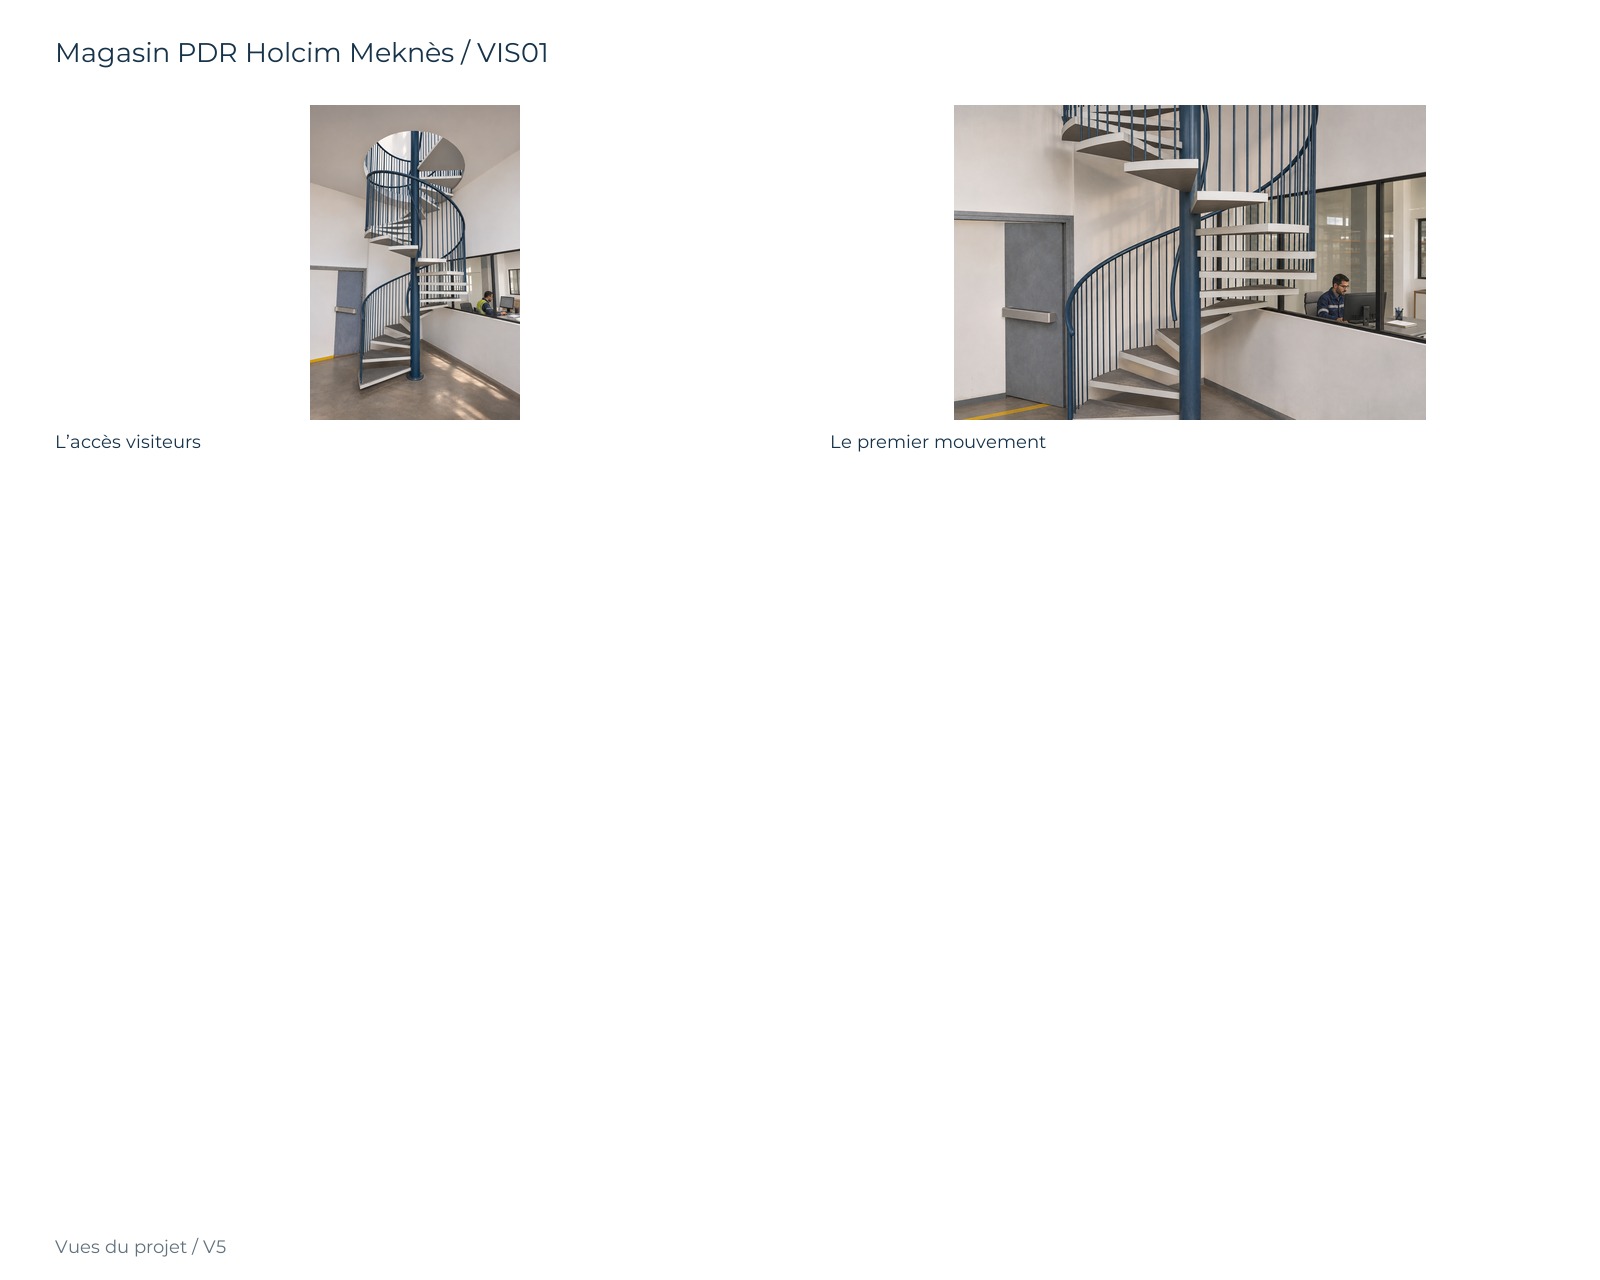 Magasin PDR Holcim Meknès / VIS01
L’accès visiteurs
Le premier mouvement
Vues du projet / V5